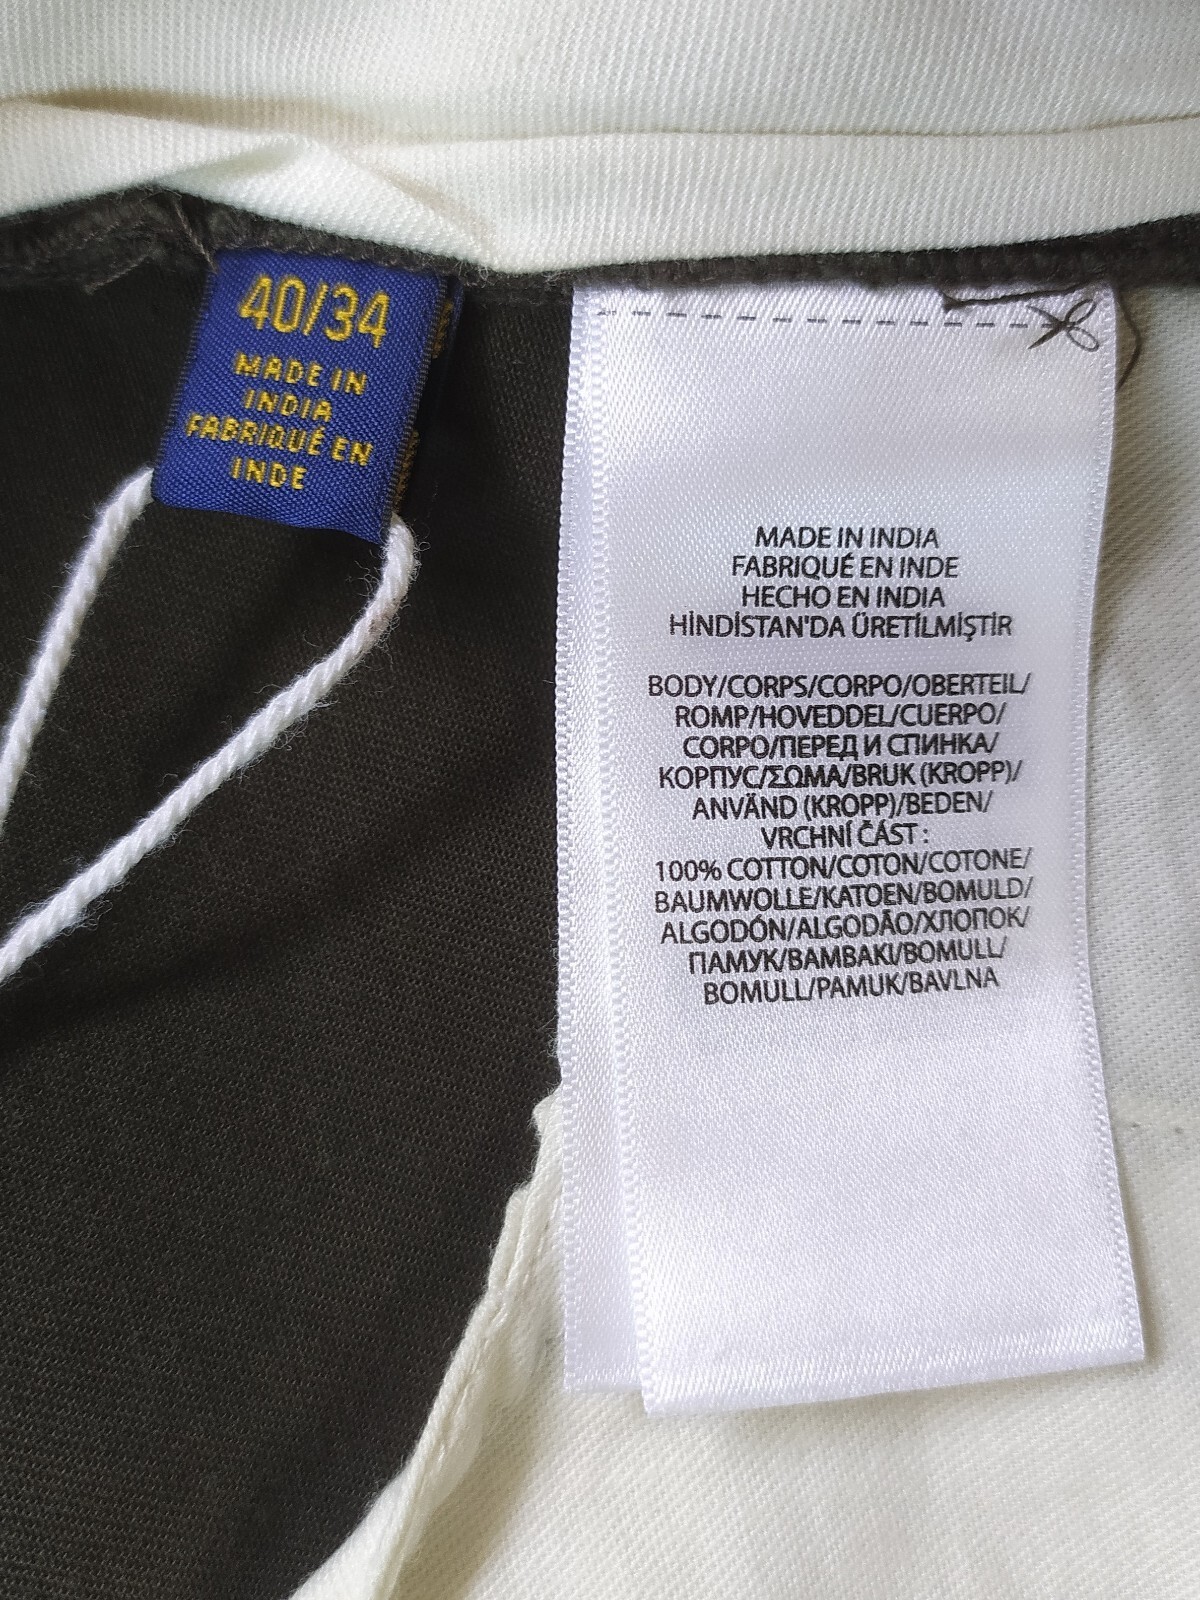 40/34
MADE IN
INDIA
FABRIQUÉ EN
INDE
MADE IN INDIA
FABRIQUÉ EN INDE
HECHO EN INDIA
HİNDİSTAN'DA ÜRETİLMİŞTİR
BODY/CORPS/CORPO/OBERTEIL/
ROMP/HOVEDDEL/CUERPO/
CORPO/ПЕРЕД И СПИНКА/
КОРПУС/ΣΩΜΑ/BRUK (KROPP)/
ANVÄND (KROPP)/BEDEN/
VRCHNÍ ČÁST :
100% COTTON/COTON/COTONE/
BAUMWOLLE/KATOEN/BOMULD/
ALGODÓN/ALGODÃO/ХЛОПОК/
ПАМУК/ΒΑΜΒΑΚΙ/BOMULL/
BOMULL/PAMUK/BAVLNA